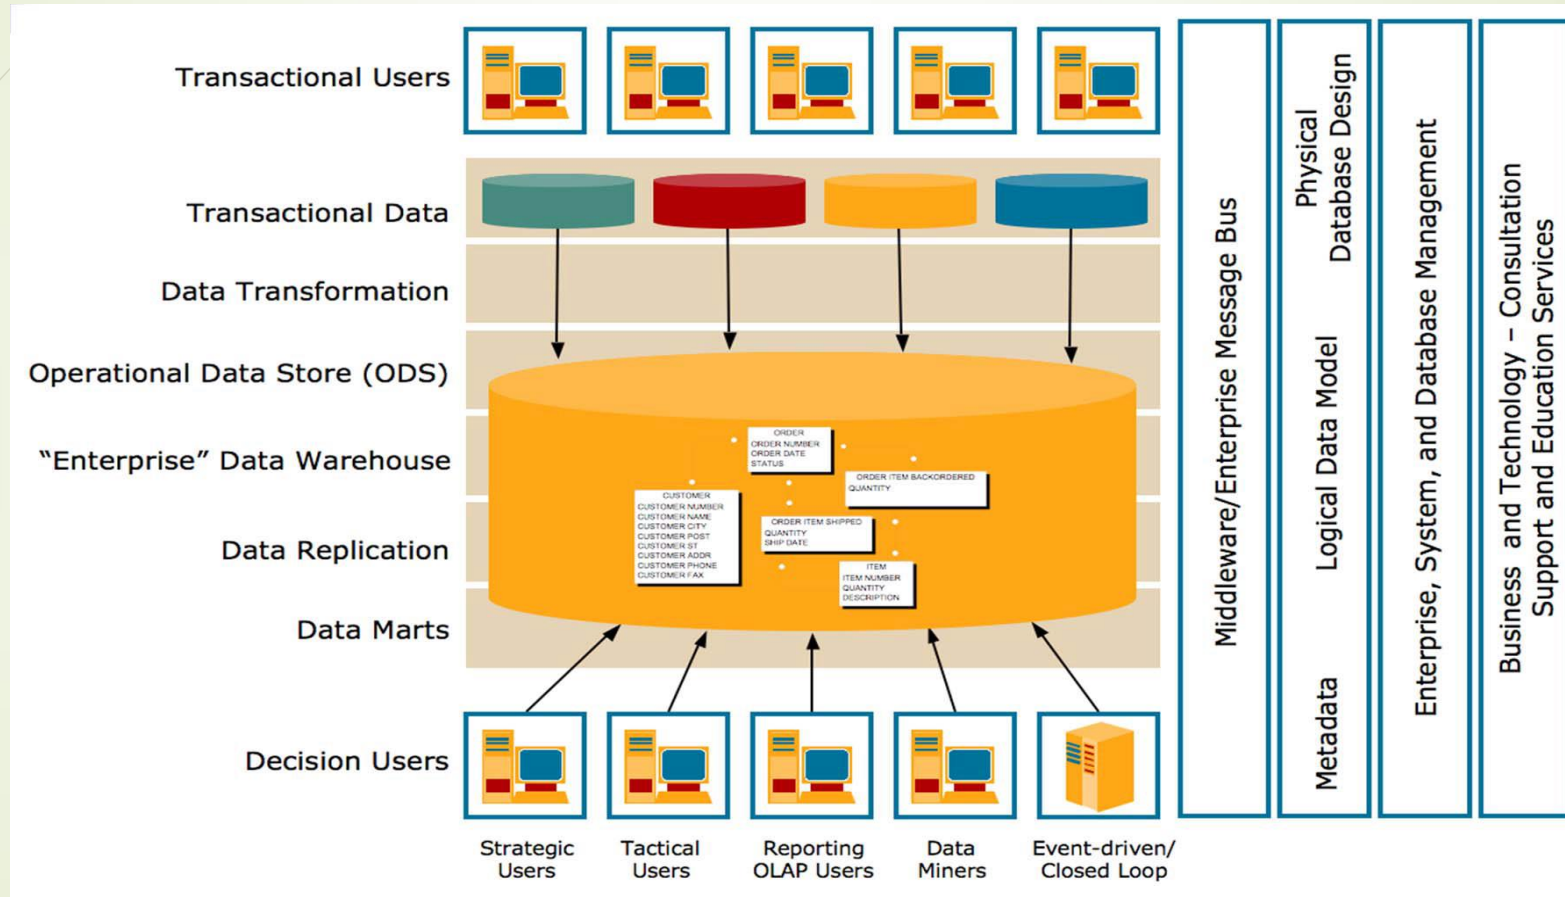 Transactional Users
Transactional Data
Data Transformation
Operational Data Store (ODS)
“Enterprise” Data Warehouse
Data Replication
Data Marts
Decision Users
ORDER
ORDER NUMBER
ORDER DATE
STATUS
ORDER ITEM BACKORDERED
QUANTITY
CUSTOMER
CUSTOMER NUMBER
CUSTOMER NAME
CUSTOMER CITY
CUSTOMER POST
CUSTOMER ST
CUSTOMER ADDR
CUSTOMER PHONE
CUSTOMER FAX
ORDER ITEM SHIPPED
QUANTITY
SHIP DATE
ITEM
ITEM NUMBER
QUANTITY
DESCRIPTION
Strategic
Users
Tactical
Users
Reporting
OLAP Users
Data
Miners
Event-driven/
Closed Loop
Middleware/Enterprise Message Bus
Physical
Database Design
Logical Data Model
Metadata
Enterprise, System, and Database Management
Business and Technology – Consultation
Support and Education Services